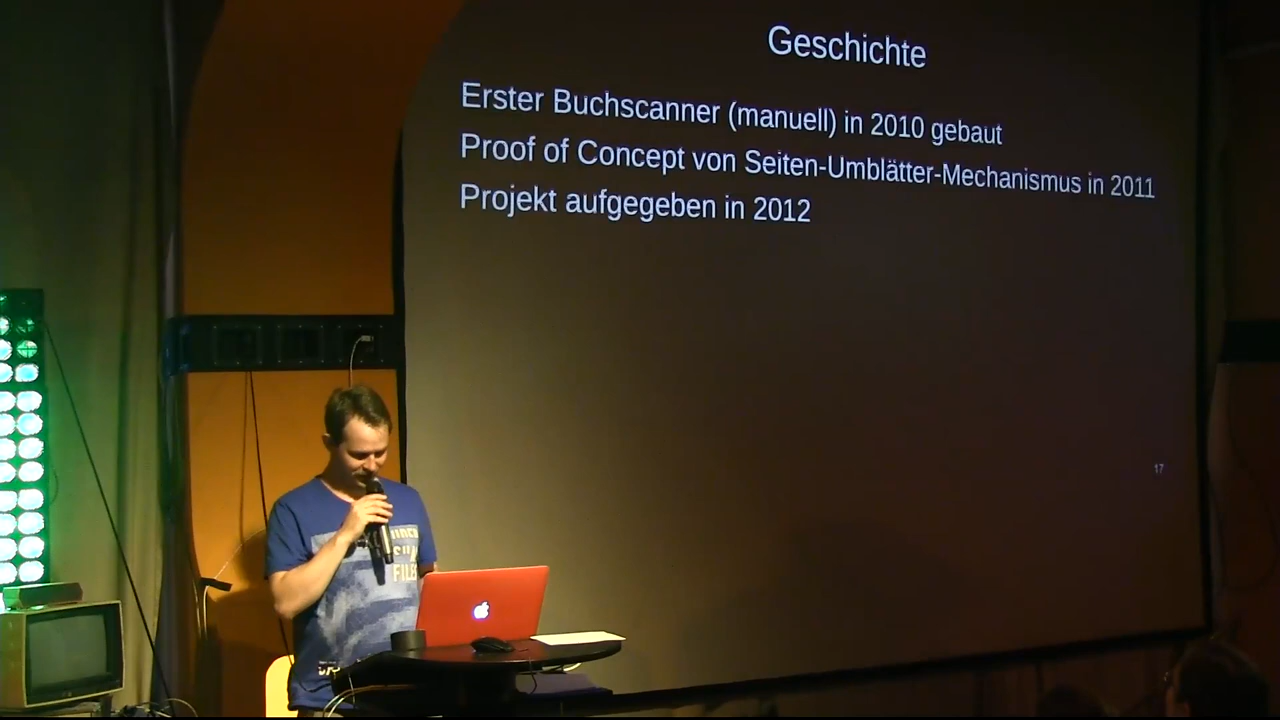 Geschichte
Erster Buchscanner (manuell) in 2010 gebaut
Proof of Concept von Seiten-Umblätter-Mechanismus in 2011
Projekt aufgegeben in 2012
17
FILES